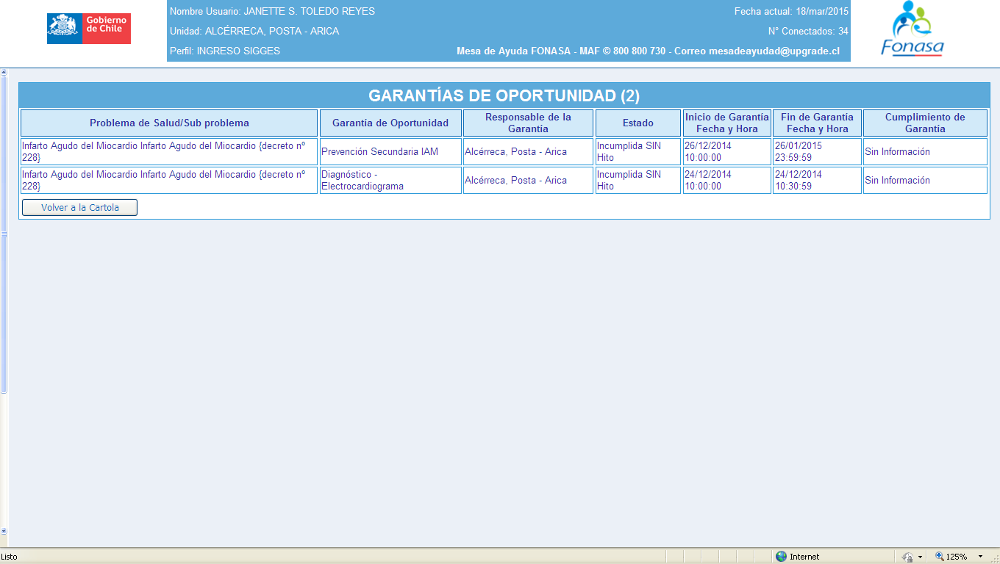 Gobierno
de Chile
Nombre Usuario: JANETTE S. TOLEDO REYES
Fecha actual: 18/mar/2015
Unidad: ALCÉRRECA, POSTA - ARICA
N° Conectados: 34
Perfil: INGRESO SIGGES
Mesa de Ayuda FONASA - MAF © 800 800 730 - Correo mesadeayudad@upgrade.cl
Fonasa
GARANTÍAS DE OPORTUNIDAD (2)
Problema de Salud/Sub problema
Garantía de Oportunidad
Responsable de la
Garantía
Estado
Inicio de Garantía
Fecha y Hora
Fin de Garantía
Fecha y Hora
Cumplimiento de
Garantía
Infarto Agudo del Miocardio Infarto Agudo del Miocardio {decreto nº
228}
Prevención Secundaria IAM
Alcérreca, Posta - Arica
Incumplida SIN
Hito
26/12/2014
10:00:00
26/01/2015
23:59:59
Sin Información
Infarto Agudo del Miocardio Infarto Agudo del Miocardio {decreto nº
228}
Diagnóstico -
Electrocardiograma
Alcérreca, Posta - Arica
Incumplida SIN
Hito
24/12/2014
10:00:00
24/12/2014
10:30:59
Sin Información
Volver a la Cartola
Listo
Internet
125%